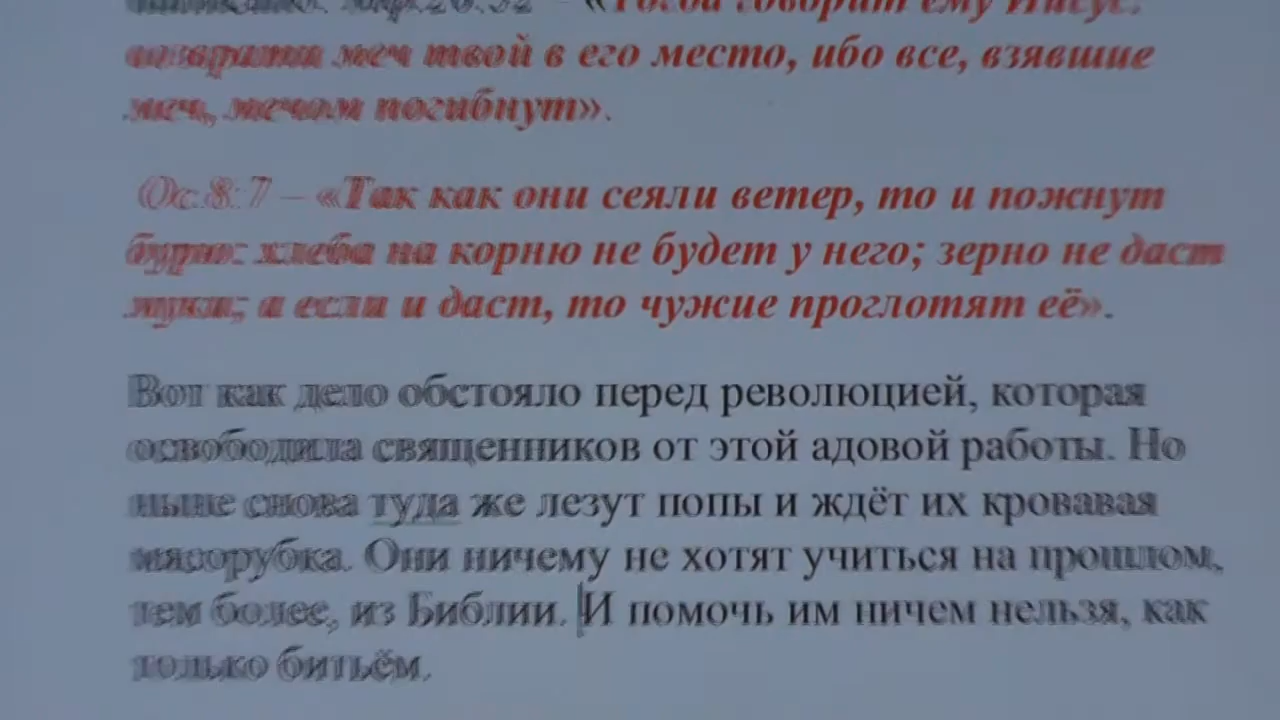 «Тогда говорит ему Иисус:
возврати меч твой в его место, ибо все, взявшие
меч, мечом погибнут».
Ос.8:7 – «Так как они сеяли ветер, то и пожнут
бурю: хлеба на корню не будет у него; зерно не даст
муки; а если и даст, то чужие проглотят её».
Вот как дело обстояло перед революцией, которая
освободила священников от этой адовой работы. Но
ныне снова туда же лезут попы и ждёт их кровавая
мясорубка. Они ничему не хотят учиться на прошлом,
тем более, из Библии. И помочь им ничем нельзя, как
только битьём.